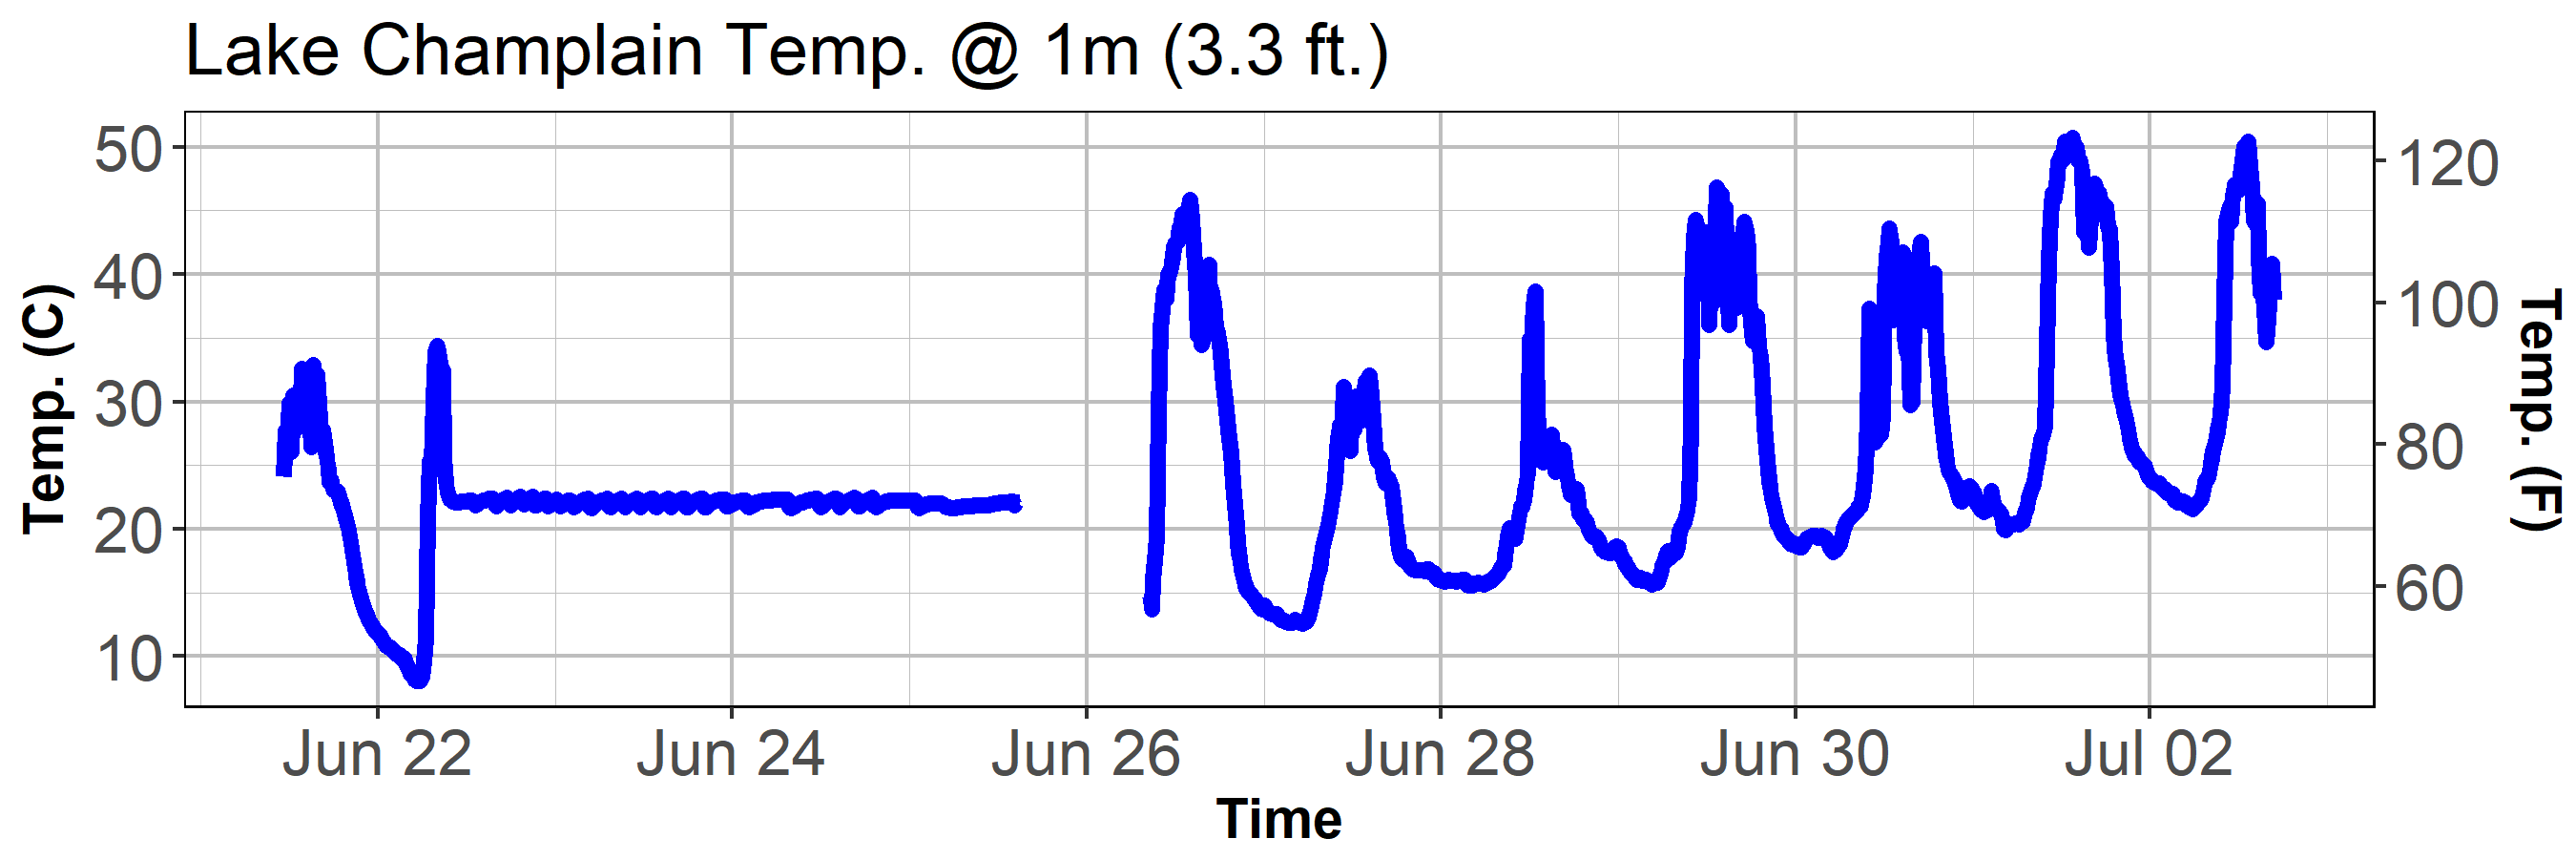 Lake Champlain Temp. @ 1m (3.3 ft.)
Temp. (C)
50
40
30
20
10
120
100
80
60
Temp. (F)
Jun 22
Jun 24
Jun 26
Jun 28
Jun 30
Jul 02
Time